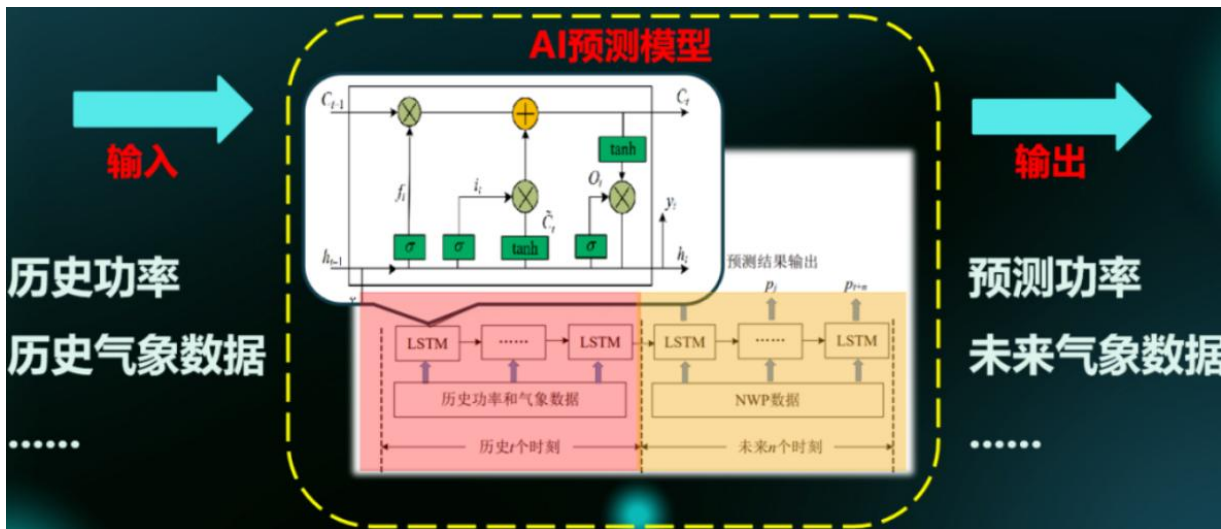 AI预测模型
输入
历史功率
历史气象数据
......
C_{t-1}
C_t
tanh
f_i
i_i
O_t
C̃_t
y_t
σ
σ
tanh
σ
h_{t-1}
h_i
预测结果输出
p_j
p_{t+n}
LSTM
......
LSTM
LSTM
......
LSTM
历史功率和气象数据
NWP数据
历史t个时刻
未来n个时刻
输出
预测功率
未来气象数据
......